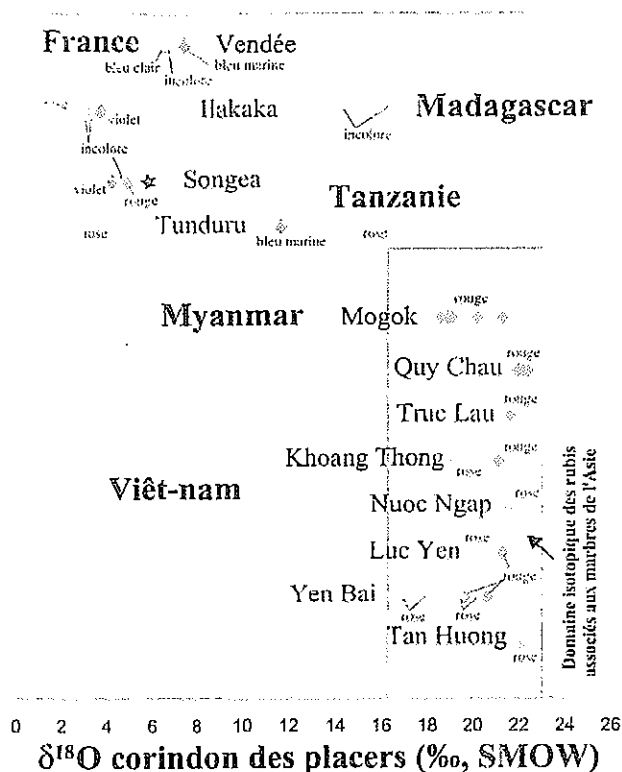 France
Vendée
bleu clair
bleu marine
incolore
violet
Ilakaka
Madagascar
incolore
incolore
violet
Songea
rouge
Tanzanie
rose
Tunduru
bleu marine
rose
rouge
Myanmar
Mogok
rouge
Quy Chau
rouge
Truc Lau
rouge
Khoang Thong
rose
Viêt-nam
Nuoc Ngap
rose
rose
Luc Yen
rouge
Yen Bai
rose
rose
Tan Huong
rose
Domaine isotopique des rubis
associés aux marbres de l'Asie
0 2 4 6 8 10 12 14 16 18 20 22 24 26
δ¹⁸O corindon des placers (‰, SMOW)